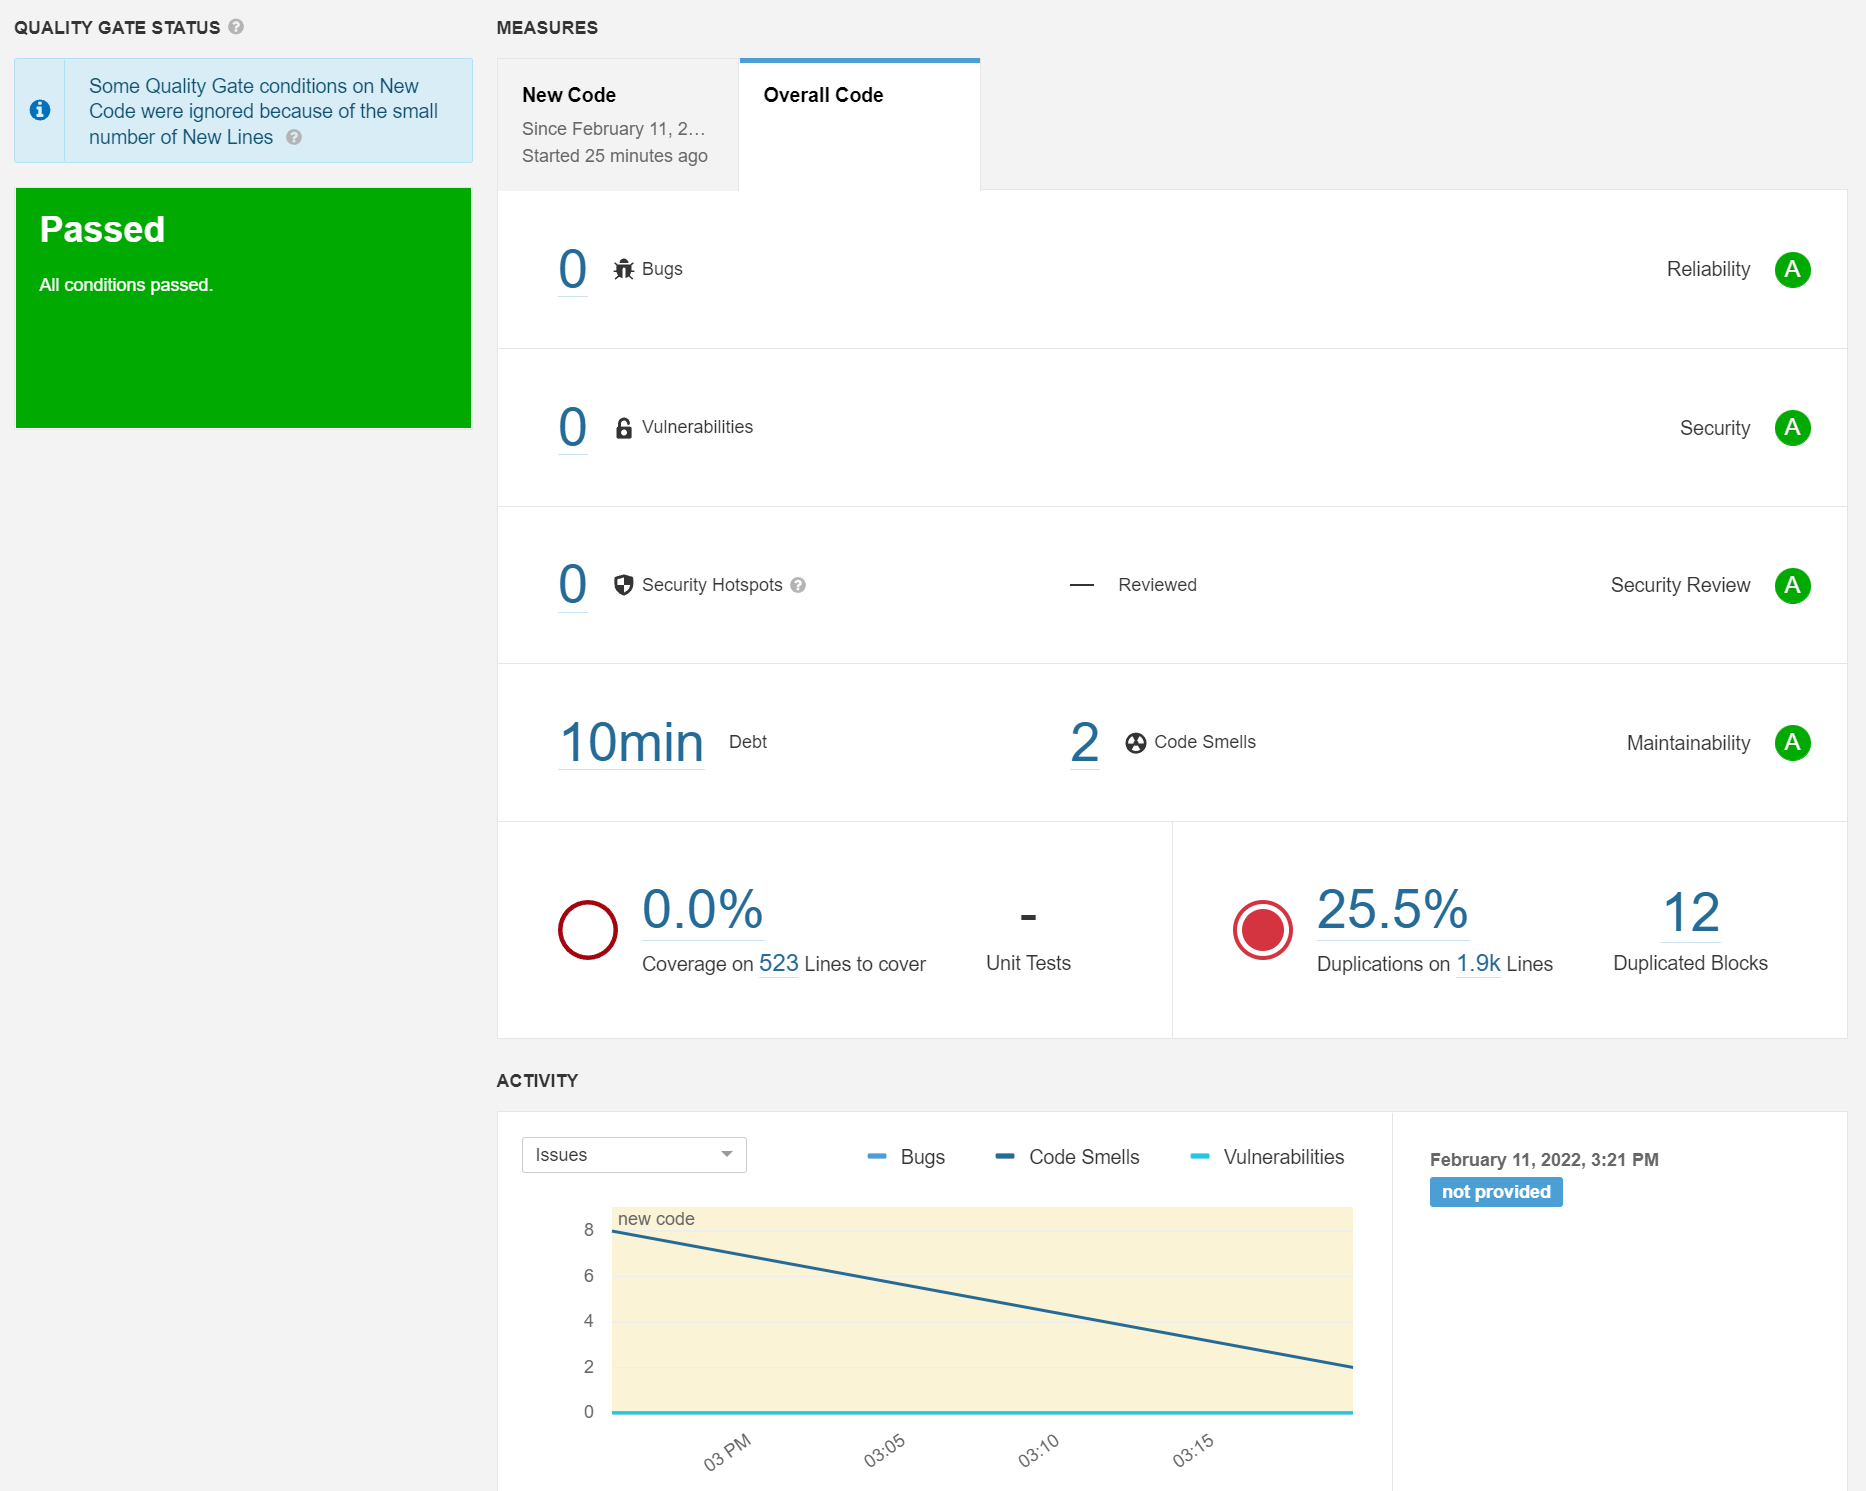 QUALITY GATE STATUS ?
Some Quality Gate conditions on New
Code were ignored because of the small
number of New Lines ?
Passed
All conditions passed.
MEASURES
New Code
Since February 11, 2...
Started 25 minutes ago
Overall Code
0 Bugs Reliability A
0 Vulnerabilities Security A
0 Security Hotspots ? — Reviewed Security Review A
10min Debt 2 Code Smells Maintainability A
0.0%
Coverage on 523 Lines to cover
-
Unit Tests
25.5%
Duplications on 1.9k Lines
12
Duplicated Blocks
ACTIVITY
Issues
Bugs Code Smells Vulnerabilities
new code
8
6
4
2
0
03 PM 03:05 03:10 03:15
February 11, 2022, 3:21 PM
not provided